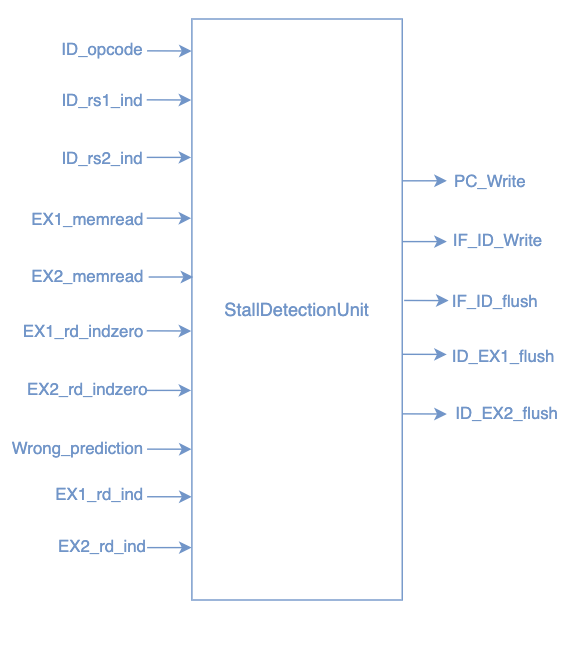 ID_opcode
ID_rs1_ind
ID_rs2_ind
EX1_memread
EX2_memread
EX1_rd_indzero
EX2_rd_indzero
Wrong_prediction
EX1_rd_ind
EX2_rd_ind
StallDetectionUnit
PC_Write
IF_ID_Write
IF_ID_flush
ID_EX1_flush
ID_EX2_flush